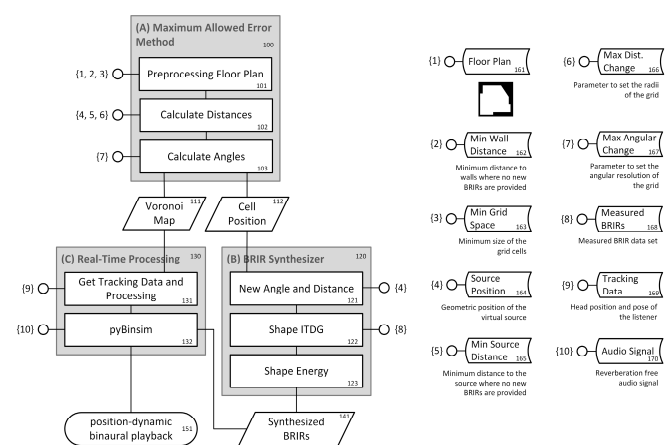 (A) Maximum Allowed Error
Method
100
{1, 2, 3}
Preprocessing Floor Plan
101
{4, 5, 6}
Calculate Distances
102
{7}
Calculate Angles
103
Voronoi
Map
111
Cell
Position
112
(C) Real-Time Processing 130
{9}
Get Tracking Data and
Processing
131
{10}
pyBinsim
132
position-dynamic
binaural playback
151
(B) BRIR Synthesizer 120
New Angle and Distance
121
{4}
Shape ITDG
122
{8}
Shape Energy
123
Synthesized
BRIRs
141
{1}
Floor Plan
161
{2}
Min Wall
Distance 162
Minimum distance to
walls where no new
BRIRs are provided
{3}
Min Grid
Space 163
Minimum size of the
grid cells
{4}
Source
Position 164
Geometric position of the
virtual source
{5}
Min Source
Distance 165
Minimum distance to the
source where no new
BRIRs are provided
{6}
Max Dist.
Change 166
Parameter to set the radii
of the grid
{7}
Max Angular
Change 167
Parameter to set the
angular resolution of
the grid
{8}
Measured
BRIRs 168
Measured BRIR data set
{9}
Tracking
Data 169
Head position and pose of
the listener
{10}
Audio Signal
170
Reverberation free
audio signal